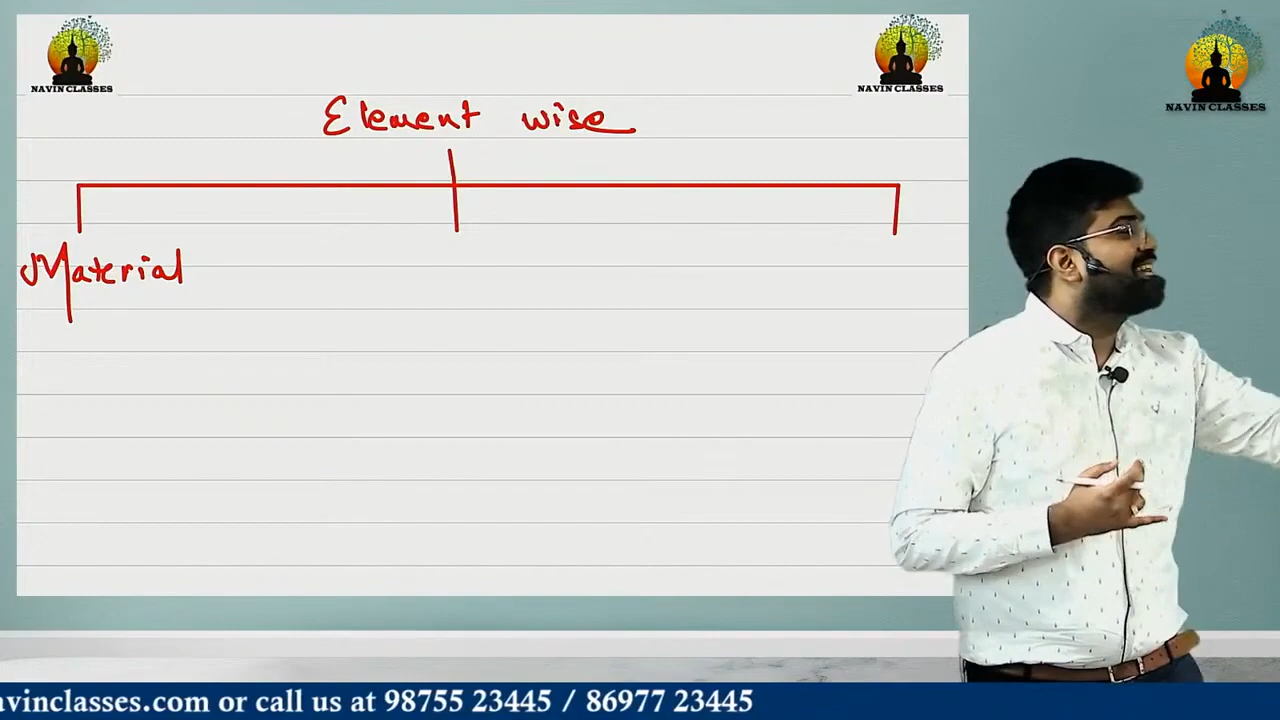 NAVIN CLASSES
NAVIN CLASSES
NAVIN CLASSES
Element wise
Material
avinclasses.com or call us at 98755 23445 / 86977 23445